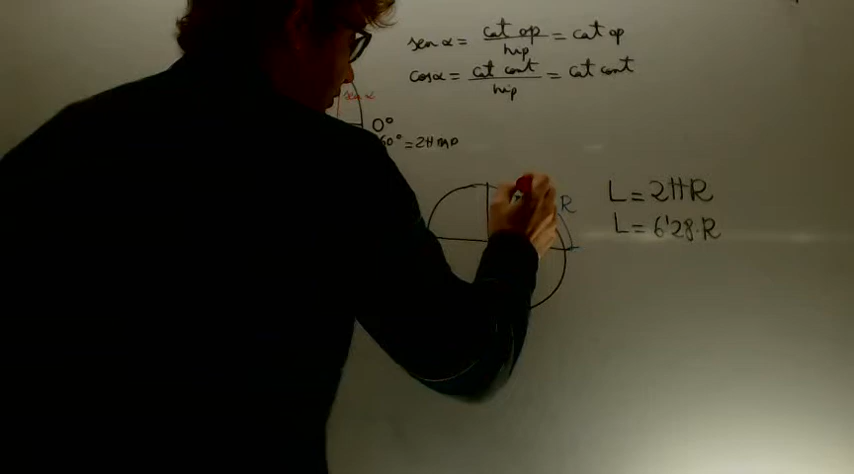 sen α = cat op / hip = cat op
cos α = cat cont / hip = cat cont
sen α
0°
60° = 2π rad
R
L = 2πR
L = 6'28·R